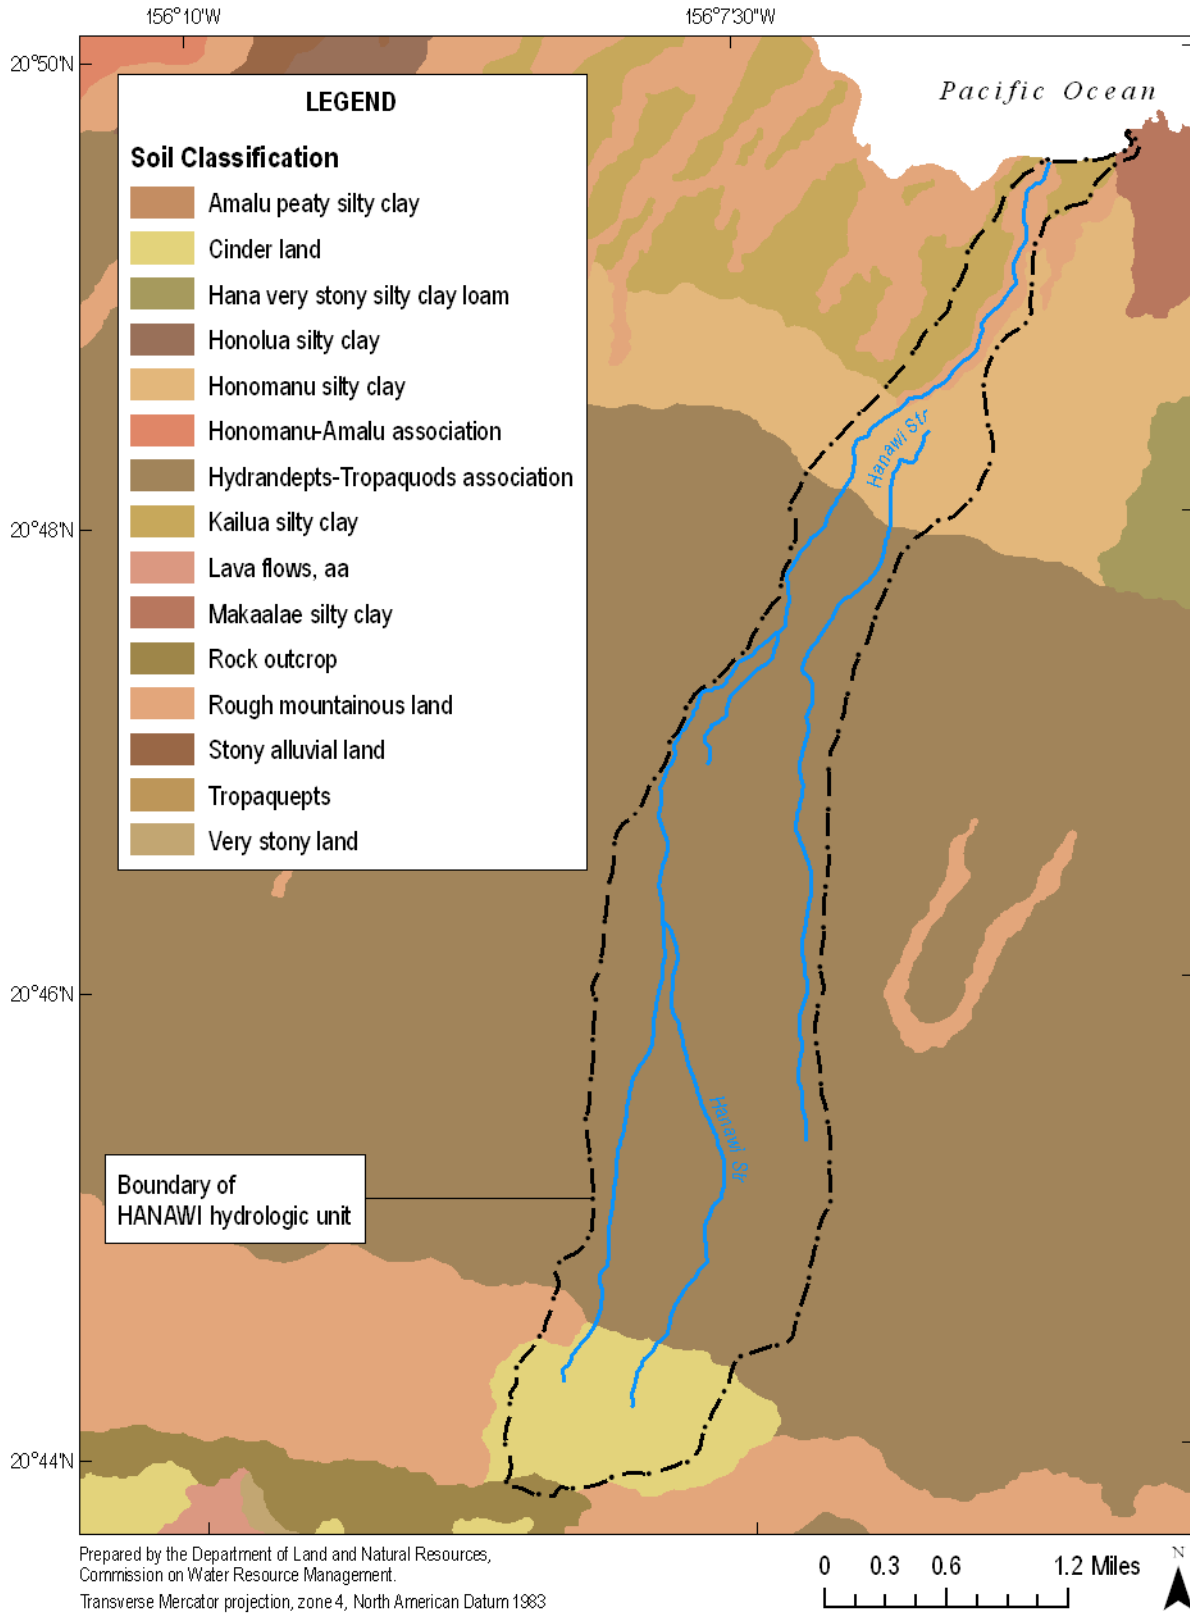 156°10'W
156°7'30"W
20°50'N
Pacific Ocean
LEGEND
Soil Classification
Amalu peaty silty clay
Cinder land
Hana very stony silty clay loam
Honolua silty clay
Honomanu silty clay
Honomanu-Amalu association
Hydrandepts-Tropaquods association
Kailua silty clay
Lava flows, aa
Makaalae silty clay
Rock outcrop
Rough mountainous land
Stony alluvial land
Tropaquepts
Very stony land
Hanawi Str
20°48'N
20°46'N
Hanawi Str
Boundary of
HANAWI hydrologic unit
20°44'N
Prepared by the Department of Land and Natural Resources,
Commission on Water Resource Management.
Transverse Mercator projection, zone 4, North American Datum 1983
0 0.3 0.6 1.2 Miles
N